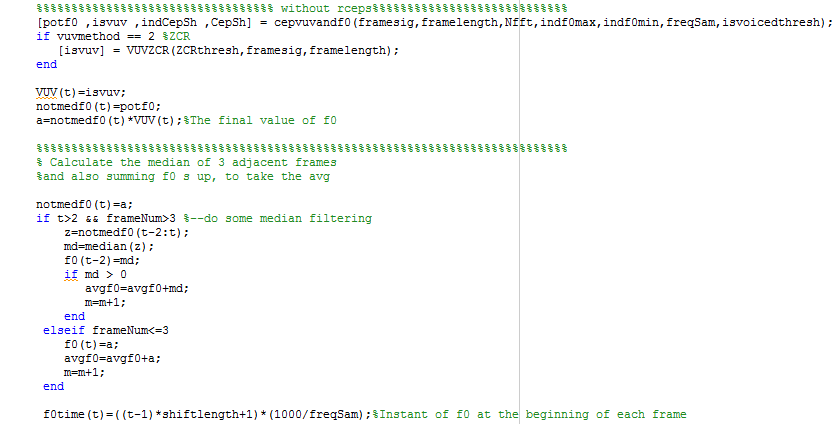 %%%%%%%%%%%%%%%%%%%%%%%%%%%%%%%%%% without rceps%%%%%%%%%%%%%%%%%%%%%%%%%%%%
[potf0 ,isvuv ,indCepSh ,CepSh] = cepvuvandf0(framesig,framelength,Nfft,indf0max,indf0min,freqSam,isvoicedthresh);
if vuvmethod == 2 %ZCR
   [isvuv] = VUVZCR(ZCRthresh,framesig,framelength);
end

VUV(t)=isvuv;
notmedf0(t)=potf0;
a=notmedf0(t)*VUV(t);%The final value of f0

%%%%%%%%%%%%%%%%%%%%%%%%%%%%%%%%%%%%%%%%%%%%%%%%%%%%%%%%%%%%%%%%%%%%%%%%%%%%%%
% Calculate the median of 3 adjacent frames
%and also summing f0 s up, to take the avg

notmedf0(t)=a;
if t>2 && frameNum>3 %--do some median filtering
    z=notmedf0(t-2:t);
    md=median(z);
    f0(t-2)=md;
    if md > 0
       avgf0=avgf0+md;
       m=m+1;
    end
 elseif frameNum<=3
    f0(t)=a;
    avgf0=avgf0+a;
    m=m+1;
 end

 f0time(t)=((t-1)*shiftlength+1)*(1000/freqSam);%Instant of f0 at the beginning of each frame